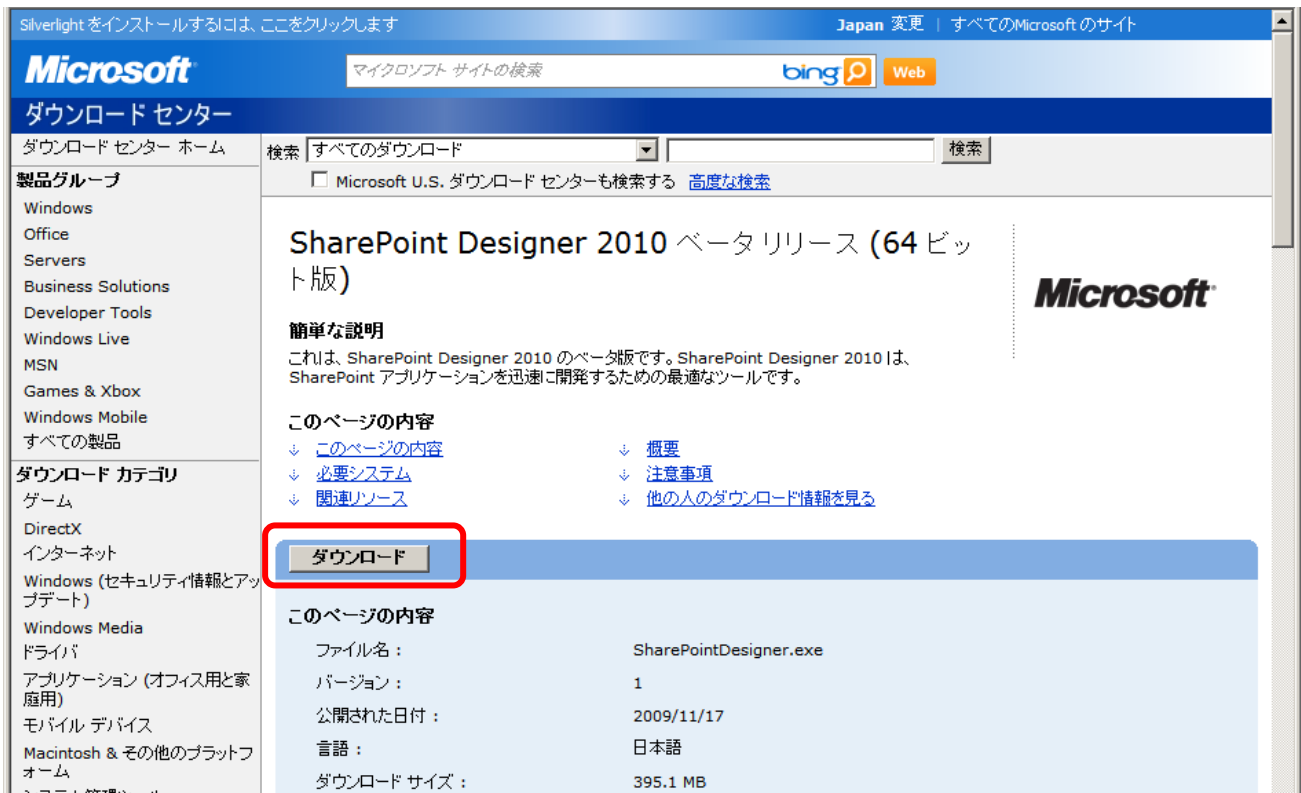 Silverlight をインストールするには、ここをクリックします
Japan 変更 | すべてのMicrosoft のサイト
Microsoft
マイクロソフト サイトの検索
bing
Web
ダウンロード センター
ダウンロード センター ホーム
検索 すべてのダウンロード
検索
Microsoft U.S. ダウンロード センターも検索する 高度な検索
製品グループ
Windows
Office
Servers
Business Solutions
Developer Tools
Windows Live
MSN
Games & Xbox
Windows Mobile
すべての製品
ダウンロード カテゴリ
ゲーム
DirectX
インターネット
Windows (セキュリティ情報とアッ
プデート)
Windows Media
ドライバ
アプリケーション (オフィス用と家
庭用)
モバイル デバイス
Macintosh & その他のプラットフ
ォーム
SharePoint Designer 2010 ベータ リリース (64 ビッ
ト版)
Microsoft
簡単な説明
これは、SharePoint Designer 2010 のベータ版です。SharePoint Designer 2010 は、
SharePoint アプリケーションを迅速に開発するための最適なツールです。
このページの内容
このページの内容
概要
必要システム
注意事項
関連リソース
他の人のダウンロード情報を見る
ダウンロード
このページの内容
ファイル名 : SharePointDesigner.exe
バージョン : 1
公開された日付 : 2009/11/17
言語 : 日本語
ダウンロード サイズ : 395.1 MB